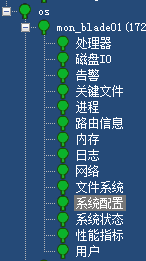 os
mon_blade01(172
处理器
磁盘IO
告警
关键文件
进程
路由信息
内存
日志
网络
文件系统
系统配置
系统状态
性能指标
用户